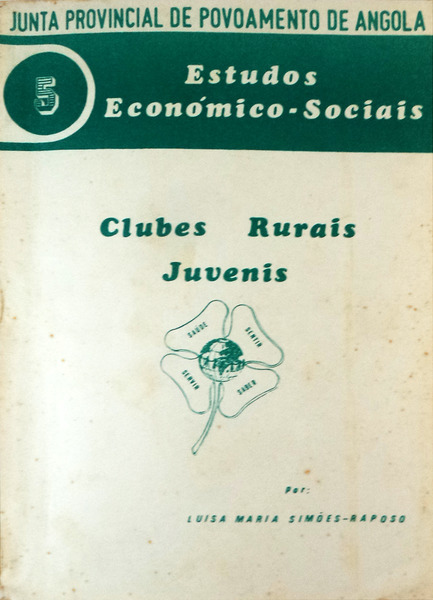 JUNTA PROVINCIAL DE POVOAMENTO DE ANGOLA
5
Estudos
Económico-Sociais
Clubes Rurais
Juvenis
SAÚDE
SENTIR
SERVIR
SABER
Por:
LUISA MARIA SIMÕES-RAPOSO